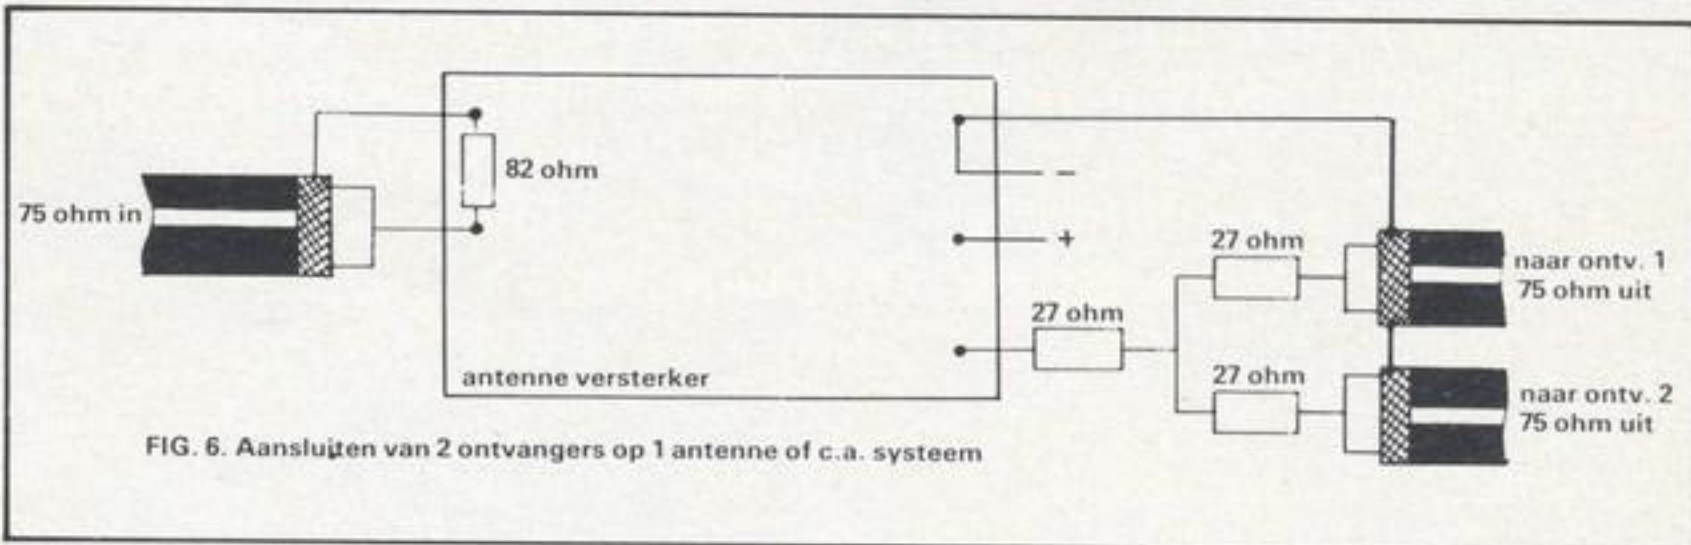 75 ohm in
82 ohm
−
+
27 ohm
27 ohm
27 ohm
naar ontv. 1
75 ohm uit
naar ontv. 2
75 ohm uit
antenne versterker
FIG. 6. Aansluiten van 2 ontvangers op 1 antenne of c.a. systeem